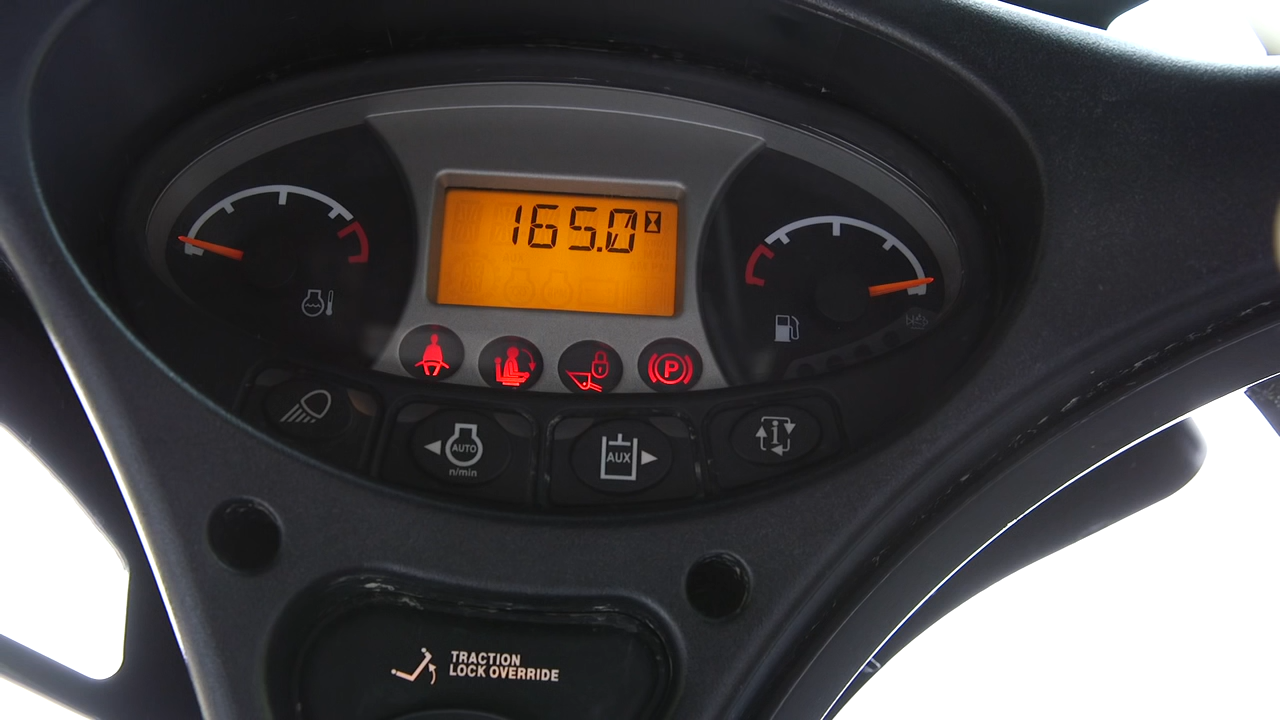 165.0
P
AUTO
n/min
AUX
i
TRACTION
LOCK OVERRIDE